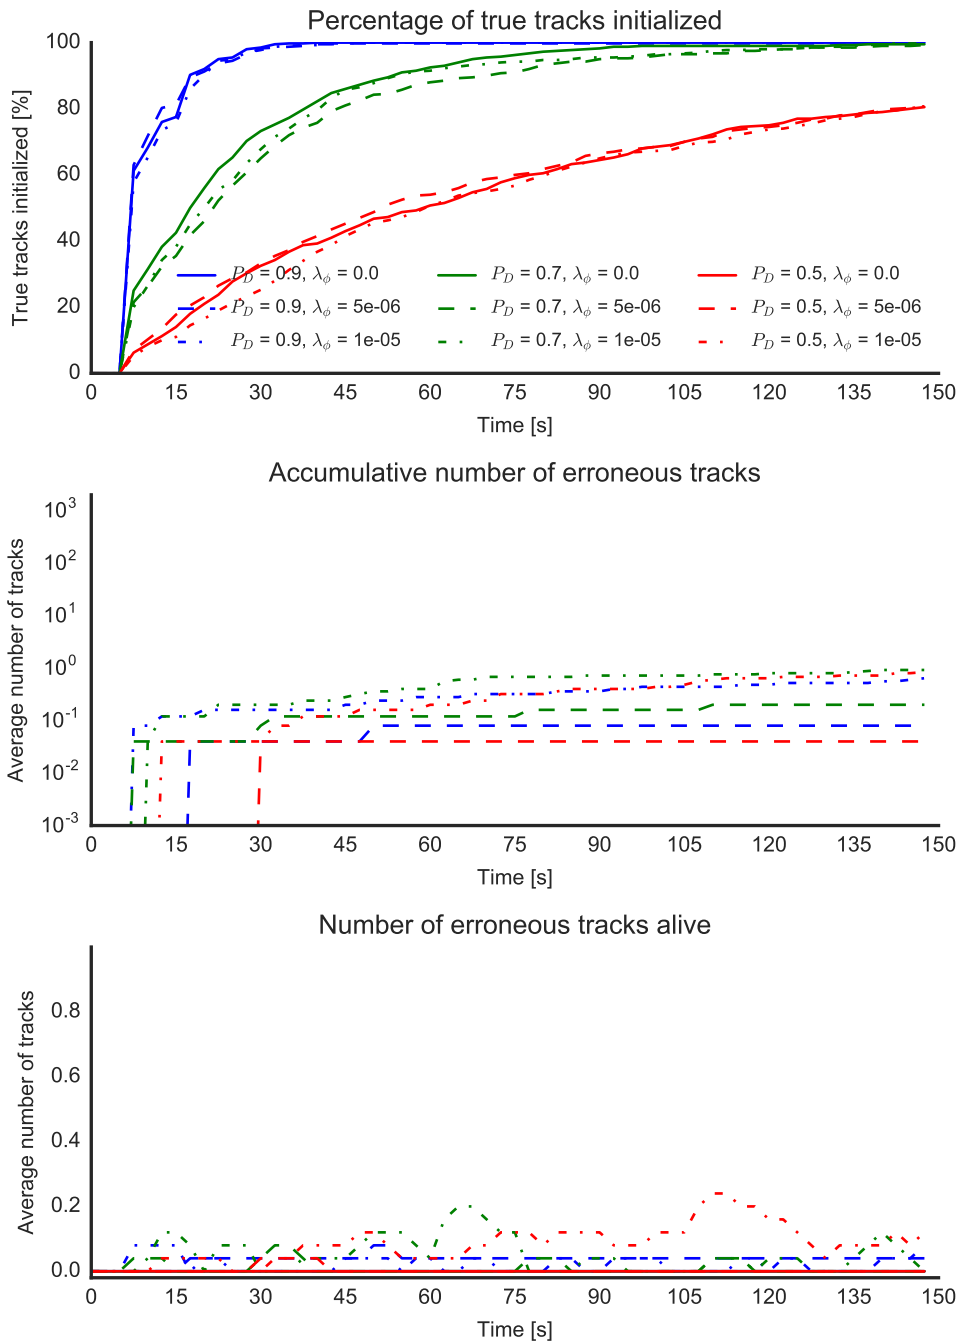 Percentage of true tracks initialized
True tracks initialized [%]
100
80
60
40
20
0
P_D = 0.9, λ_ϕ = 0.0
P_D = 0.7, λ_ϕ = 0.0
P_D = 0.5, λ_ϕ = 0.0
P_D = 0.9, λ_ϕ = 5e-06
P_D = 0.7, λ_ϕ = 5e-06
P_D = 0.5, λ_ϕ = 5e-06
P_D = 0.9, λ_ϕ = 1e-05
P_D = 0.7, λ_ϕ = 1e-05
P_D = 0.5, λ_ϕ = 1e-05
0 15 30 45 60 75 90 105 120 135 150
Time [s]
Accumulative number of erroneous tracks
Average number of tracks
10^3
10^2
10^1
10^0
10^-1
10^-2
10^-3
0 15 30 45 60 75 90 105 120 135 150
Time [s]
Number of erroneous tracks alive
Average number of tracks
0.8
0.6
0.4
0.2
0.0
0 15 30 45 60 75 90 105 120 135 150
Time [s]